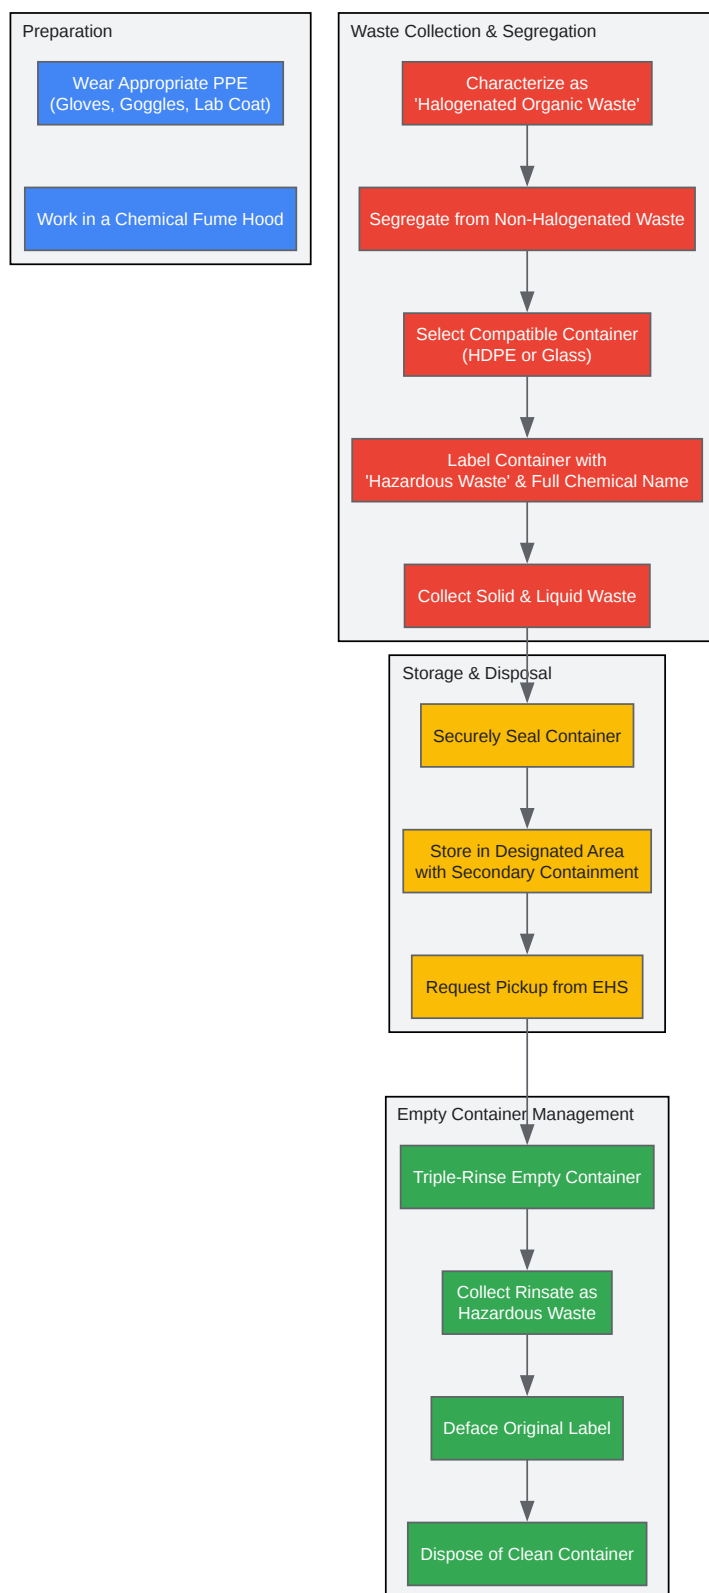 Preparation
Wear Appropriate PPE
(Gloves, Goggles, Lab Coat)
Work in a Chemical Fume Hood
Waste Collection & Segregation
Characterize as
'Halogenated Organic Waste'
Segregate from Non-Halogenated Waste
Select Compatible Container
(HDPE or Glass)
Label Container with
'Hazardous Waste' & Full Chemical Name
Collect Solid & Liquid Waste
Storage & Disposal
Securely Seal Container
Store in Designated Area
with Secondary Containment
Request Pickup from EHS
Empty Container Management
Triple-Rinse Empty Container
Collect Rinsate as
Hazardous Waste
Deface Original Label
Dispose of Clean Container